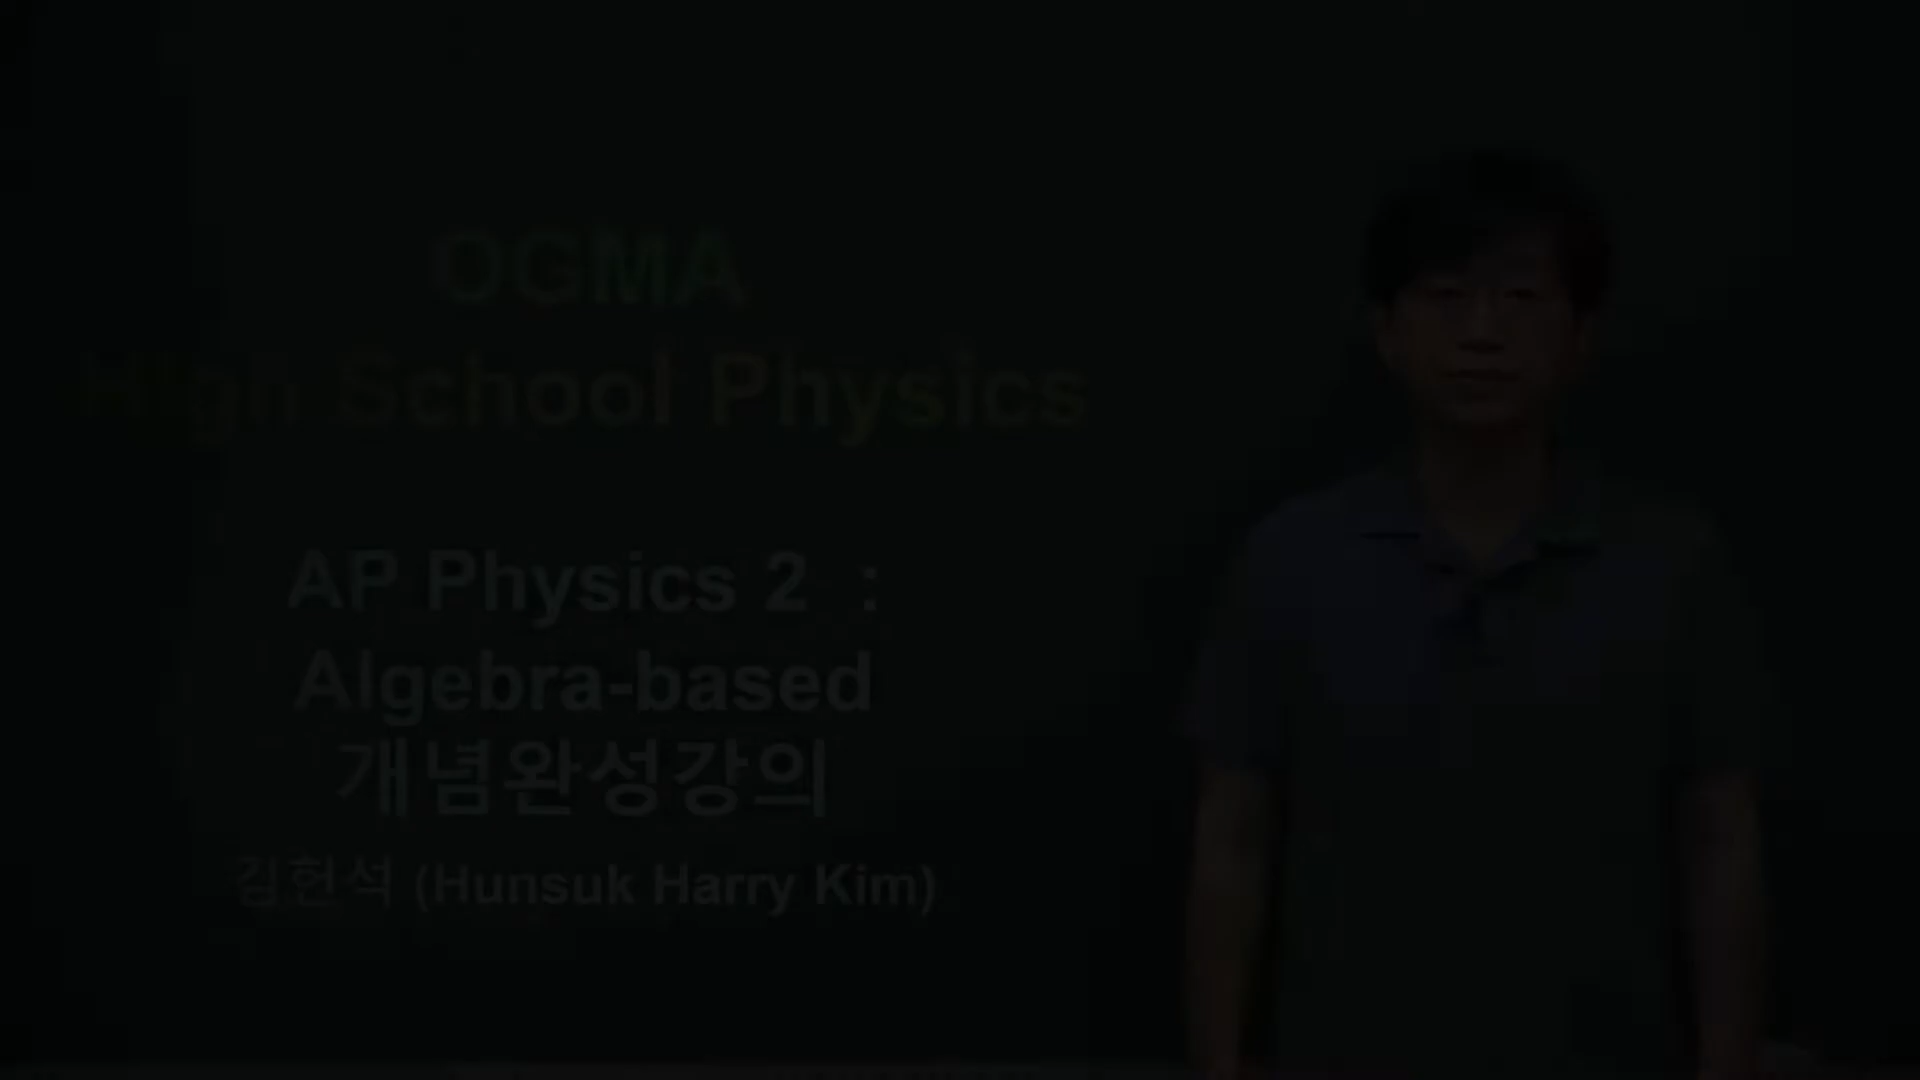 OGMA
High School Physics
AP Physics 2 :
Algebra-based
개념완성강의
김헌석 (Hunsuk Harry Kim)